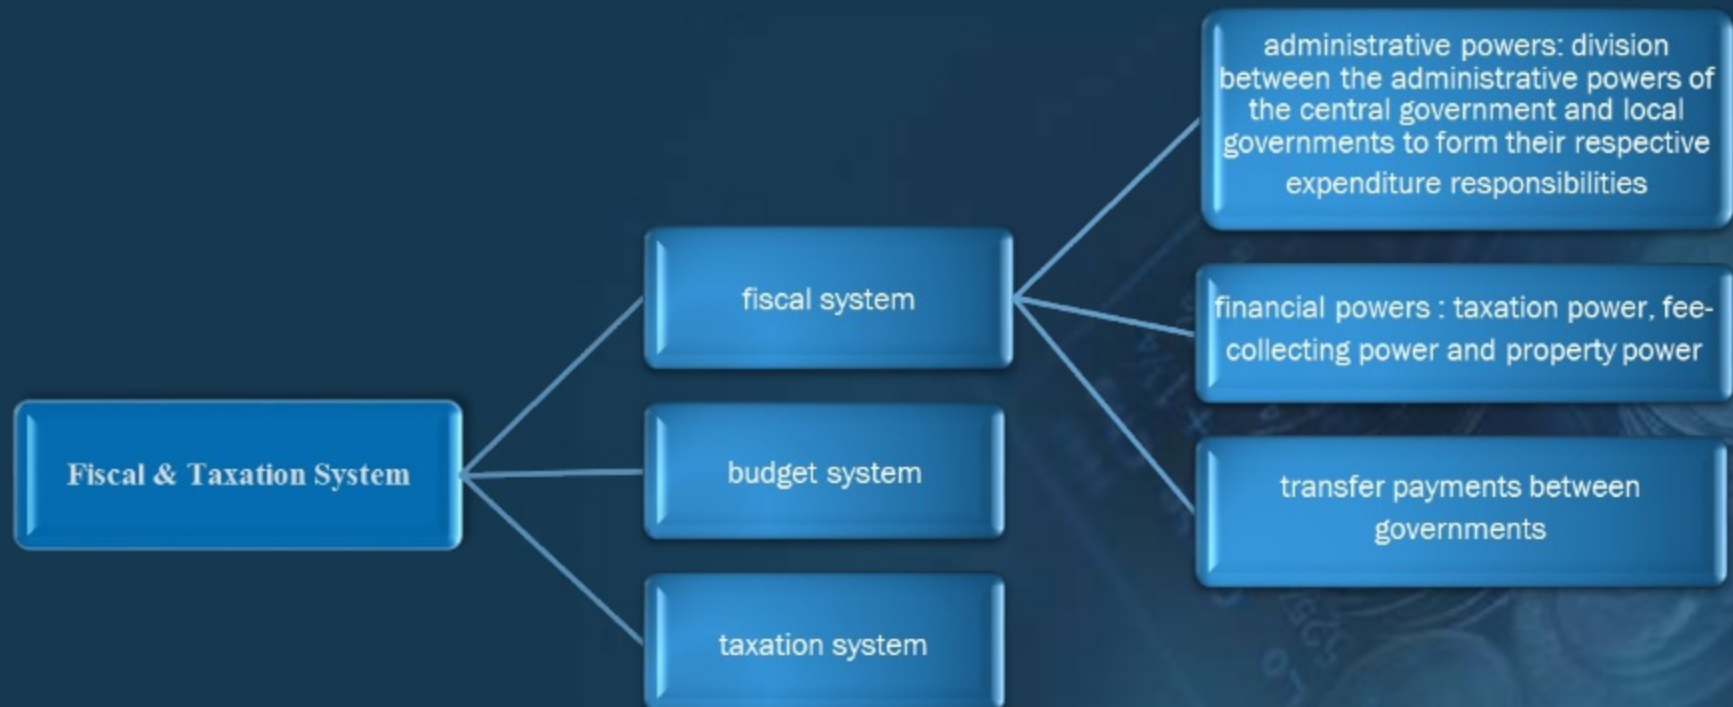 Fiscal & Taxation System
fiscal system
budget system
taxation system
administrative powers: division
between the administrative powers of
the central government and local
governments to form their respective
expenditure responsibilities
financial powers : taxation power, fee-
collecting power and property power
transfer payments between
governments